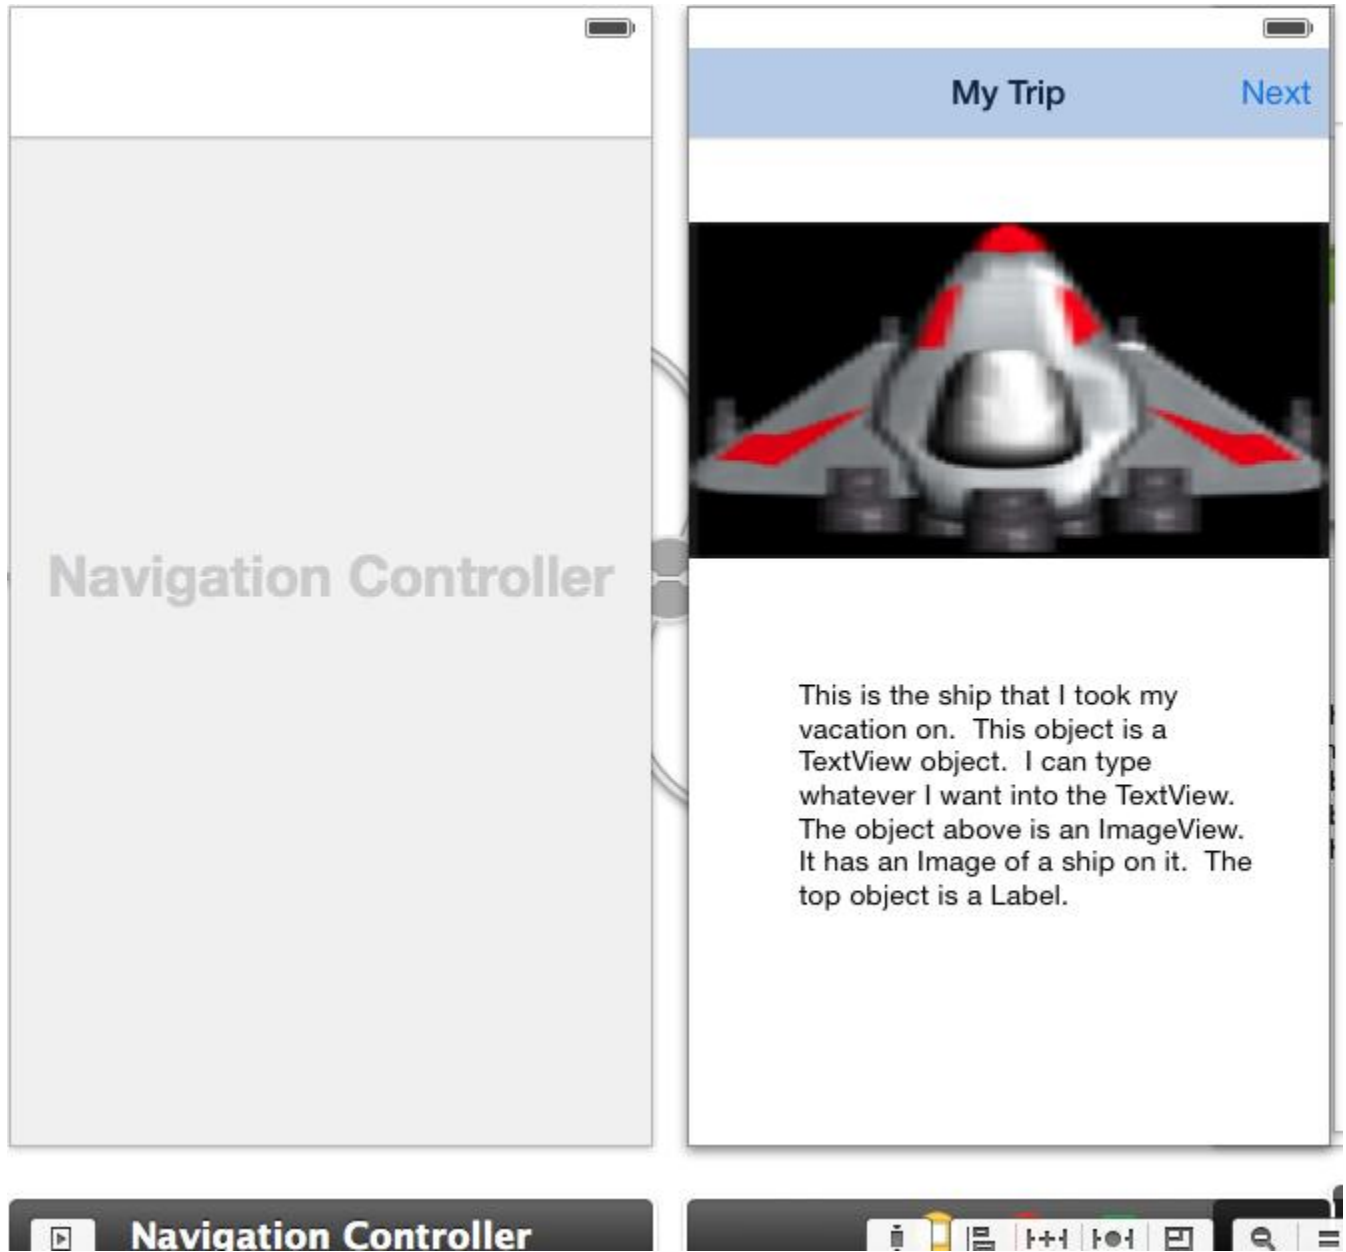 My Trip
Next
Navigation Controller
This is the ship that I took my
vacation on.  This object is a
TextView object.  I can type
whatever I want into the TextView.
The object above is an ImageView.
It has an Image of a ship on it.  The
top object is a Label.
Navigation Controller